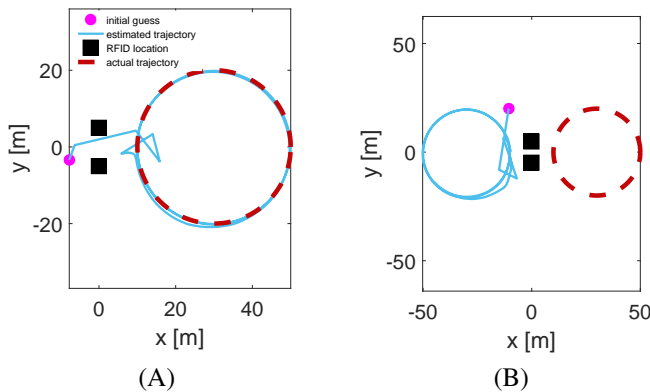 initial guess
estimated trajectory
RFID location
actual trajectory
20
0
-20
y [m]
0
20
40
x [m]
(A)
50
0
-50
y [m]
-50
0
50
x [m]
(B)